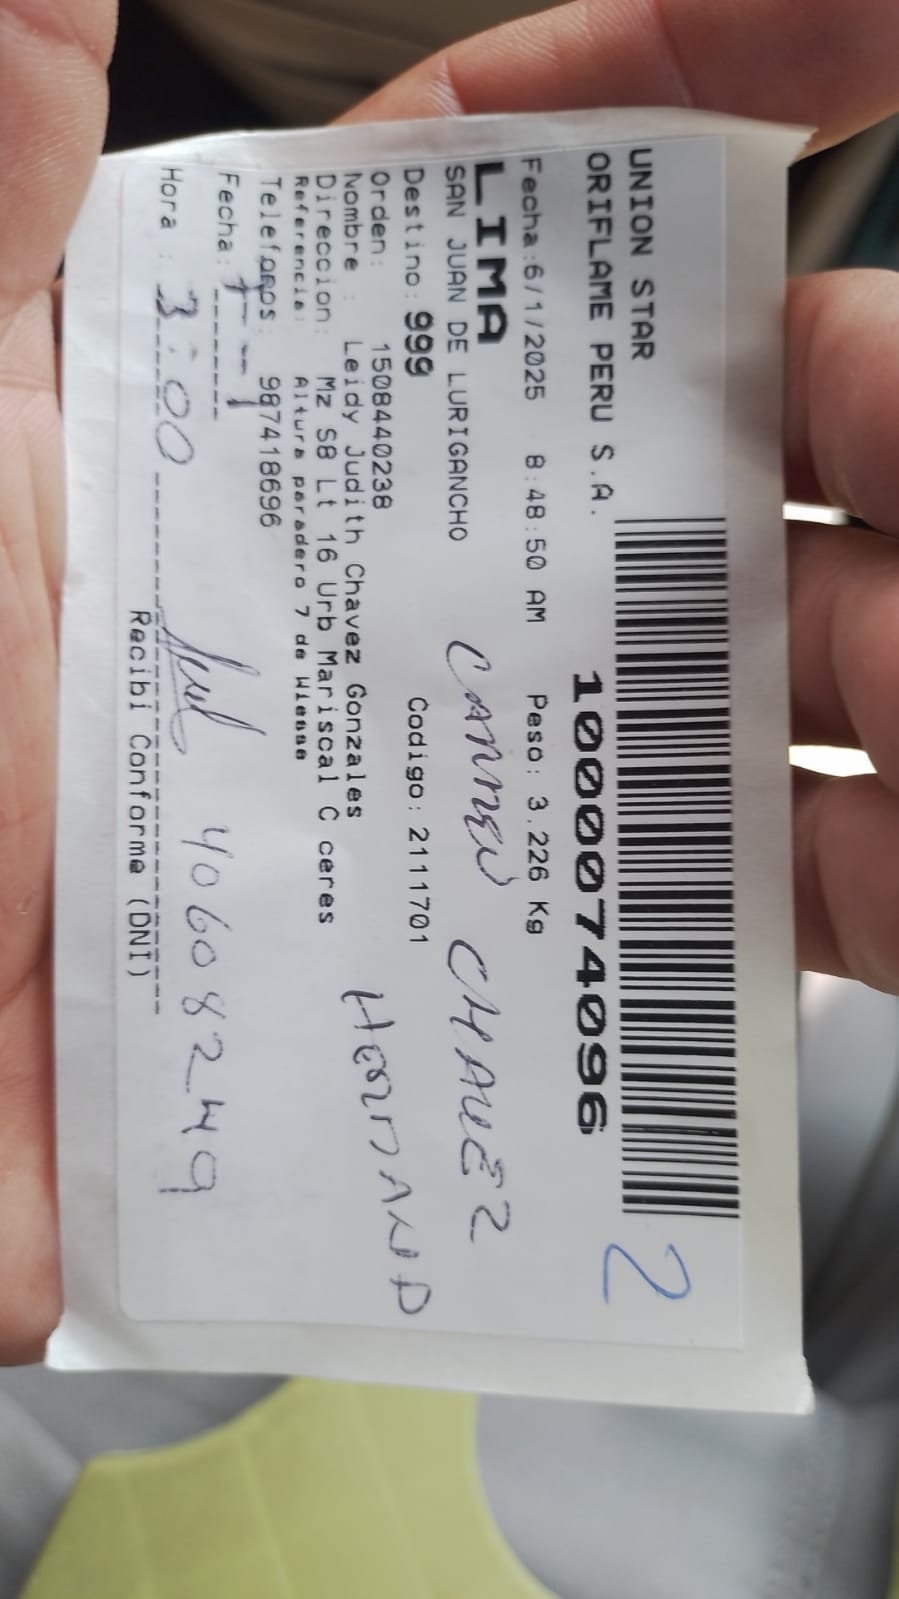 UNION STAR
ORIFLAME PERU S.A.
2
10000074096
Fecha:6/1/2025 8:48:50 AM Peso: 3.226 Kg
LIMA
SAN JUAN DE LURIGANCHO
CARMEN CHAVEZ
Destino: 999 Codigo: 2111701
Orden: 1508440238
HERMANA
Nombre : Leidy Judith Chavez Gonzales
Direccion: Mz S8 Lt 16 Urb Mariscal C ceres
Referencia: Altura paradero 7 de Wiesse
Telefonos: 987418696
Fecha: 7-1
Hora : 3:00 40608249
Recibi Conforme (DNI)